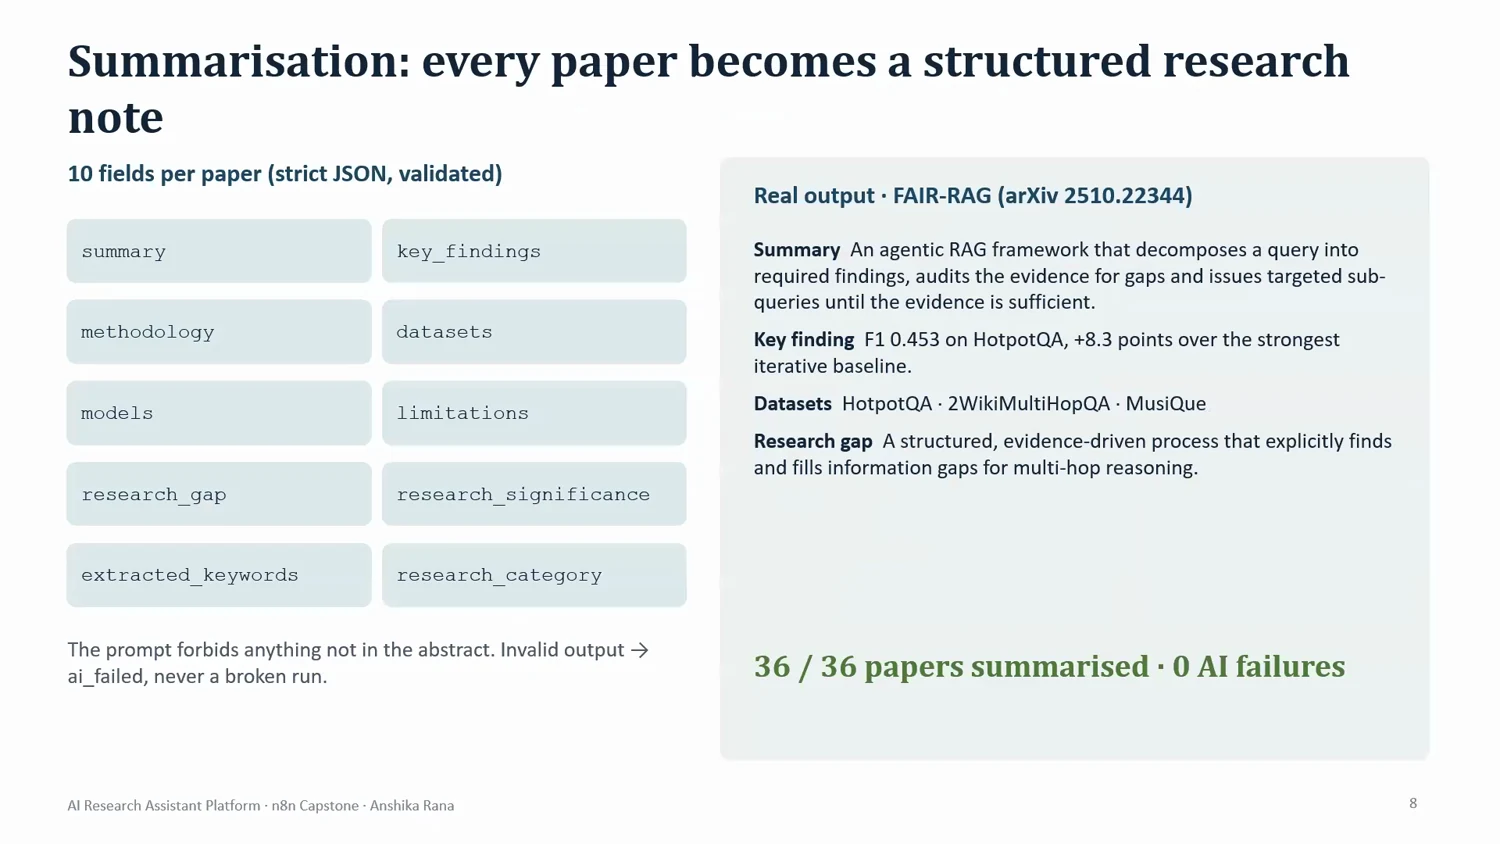 Summarisation: every paper becomes a structured research
note
10 fields per paper (strict JSON, validated)
summary
key_findings
methodology
datasets
models
limitations
research_gap
research_significance
extracted_keywords
research_category
The prompt forbids anything not in the abstract. Invalid output →
ai_failed, never a broken run.
Real output · FAIR-RAG (arXiv 2510.22344)
Summary An agentic RAG framework that decomposes a query into
required findings, audits the evidence for gaps and issues targeted sub-
queries until the evidence is sufficient.
Key finding F1 0.453 on HotpotQA, +8.3 points over the strongest
iterative baseline.
Datasets HotpotQA · 2WikiMultiHopQA · MusiQue
Research gap A structured, evidence-driven process that explicitly finds
and fills information gaps for multi-hop reasoning.
36 / 36 papers summarised · 0 AI failures
AI Research Assistant Platform · n8n Capstone · Anshika Rana
8